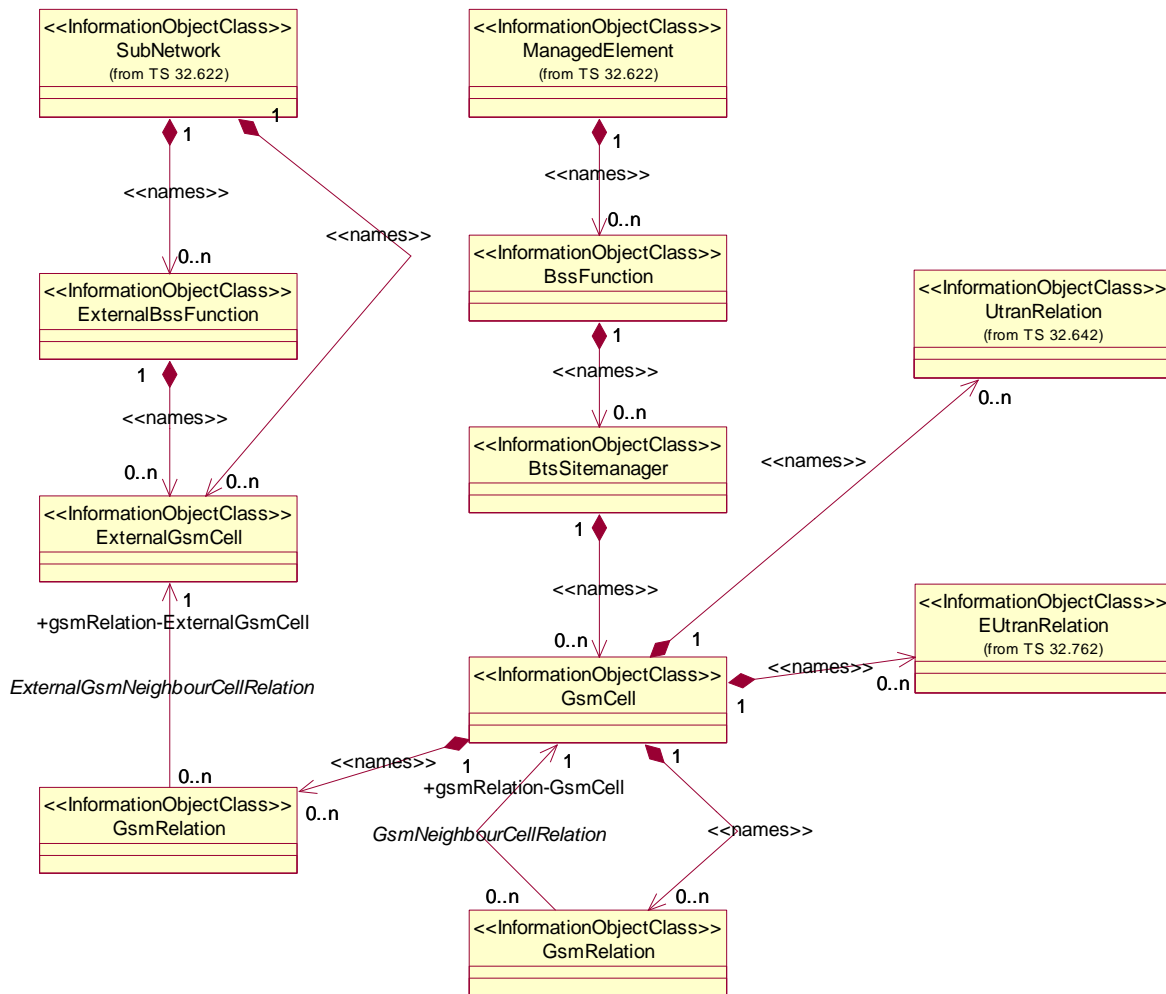 <<InformationObjectClass>>
SubNetwork
(from TS 32.622)
<<InformationObjectClass>>
ManagedElement
(from TS 32.622)
1
1
1
<<names>>
<<names>>
<<names>>
0..n
0..n
<<InformationObjectClass>>
ExternalBssFunction
<<InformationObjectClass>>
BssFunction
<<InformationObjectClass>>
UtranRelation
(from TS 32.642)
1
1
<<names>>
<<names>>
0..n
0..n
<<InformationObjectClass>>
BtsSitemanager
<<names>>
0..n
0..n
<<InformationObjectClass>>
ExternalGsmCell
1
<<names>>
0..n
1
+gsmRelation-ExternalGsmCell
ExternalGsmNeighbourCellRelation
1
<<InformationObjectClass>>
EUtranRelation
(from TS 32.762)
<<names>>
0..n
1
<<InformationObjectClass>>
GsmCell
<<names>>
1
1
1
0..n
0..n
+gsmRelation-GsmCell
<<InformationObjectClass>>
GsmRelation
GsmNeighbourCellRelation
<<names>>
0..n
0..n
<<InformationObjectClass>>
GsmRelation